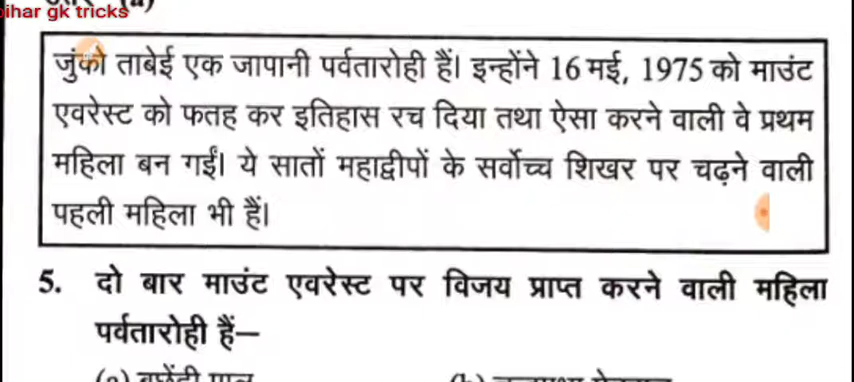 bihar gk tricks
जुंको ताबेई एक जापानी पर्वतारोही हैं। इन्होंने 16 मई, 1975 को माउंट
एवरेस्ट को फतह कर इतिहास रच दिया तथा ऐसा करने वाली वे प्रथम
महिला बन गईं। ये सातों महाद्वीपों के सर्वोच्च शिखर पर चढ़ने वाली
पहली महिला भी हैं।
5. दो बार माउंट एवरेस्ट पर विजय प्राप्त करने वाली महिला
पर्वतारोही हैं—